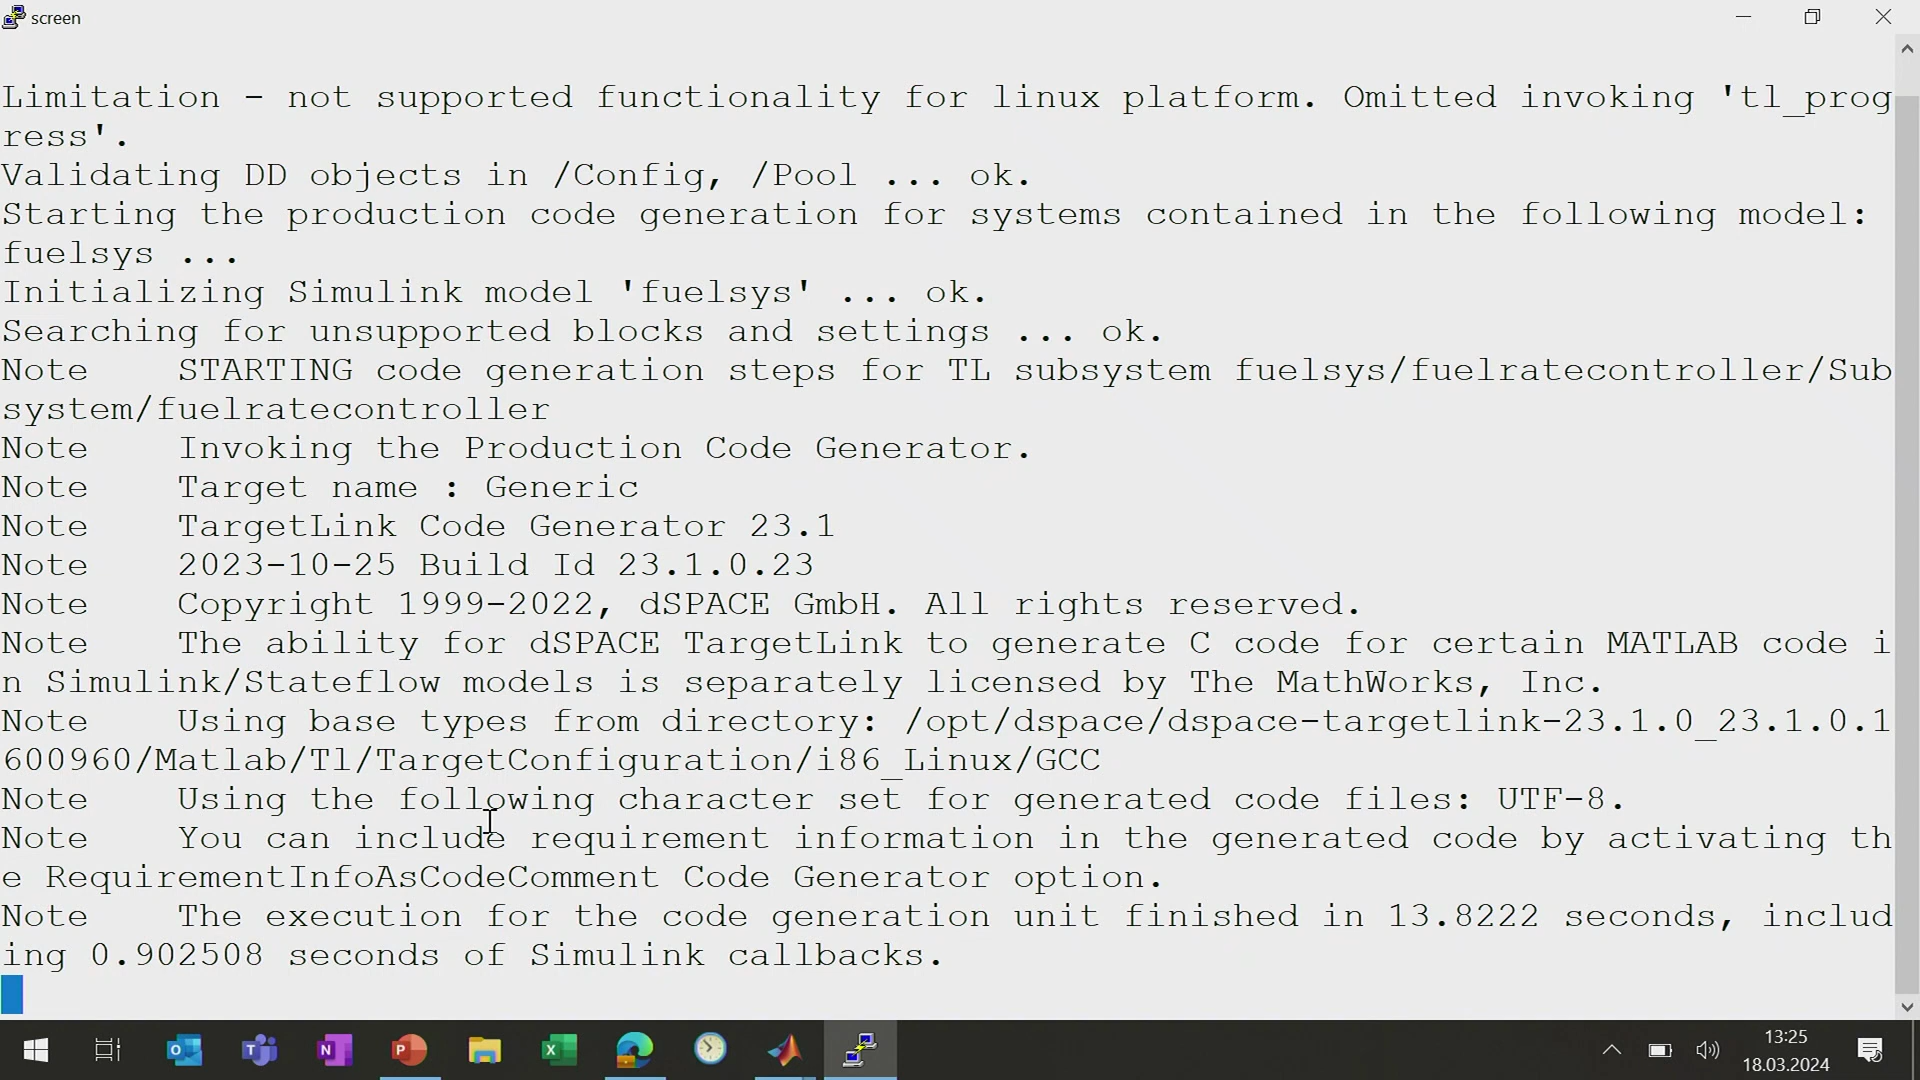 screen
Limitation - not supported functionality for linux platform. Omitted invoking 'tl_prog
ress'.
Validating DD objects in /Config, /Pool ... ok.
Starting the production code generation for systems contained in the following model:
fuelsys ...
Initializing Simulink model 'fuelsys' ... ok.
Searching for unsupported blocks and settings ... ok.
Note    STARTING code generation steps for TL subsystem fuelsys/fuelratecontroller/Sub
system/fuelratecontroller
Note    Invoking the Production Code Generator.
Note    Target name : Generic
Note    TargetLink Code Generator 23.1
Note    2023-10-25 Build Id 23.1.0.23
Note    Copyright 1999-2022, dSPACE GmbH. All rights reserved.
Note    The ability for dSPACE TargetLink to generate C code for certain MATLAB code i
n Simulink/Stateflow models is separately licensed by The MathWorks, Inc.
Note    Using base types from directory: /opt/dspace/dspace-targetlink-23.1.0_23.1.0.1
600960/Matlab/Tl/TargetConfiguration/i86_Linux/GCC
Note    Using the following character set for generated code files: UTF-8.
Note    You can include requirement information in the generated code by activating th
e RequirementInfoAsCodeComment Code Generator option.
Note    The execution for the code generation unit finished in 13.8222 seconds, includ
ing 0.902508 seconds of Simulink callbacks.
13:25
18.03.2024